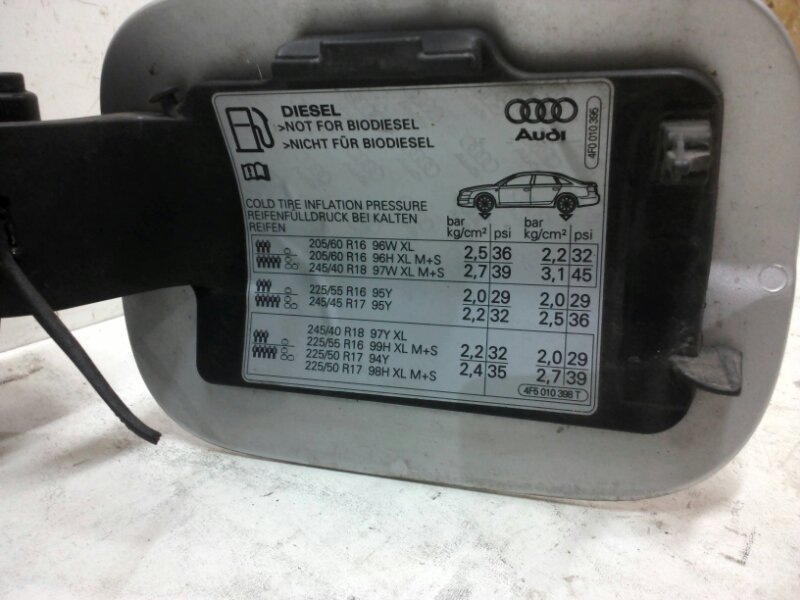 DIESEL
>NOT FOR BIODIESEL
>NICHT FÜR BIODIESEL
Audi
4F0 010 395
COLD TIRE INFLATION PRESSURE
REIFENFÜLLDRUCK BEI KALTEN
REIFEN
bar psi bar psi
kg/cm² kg/cm²
205/60 R16 96W XL
205/60 R16 96H XL M+S 2,5 36 2,2 32
245/40 R18 97W XL M+S 2,7 39 3,1 45
225/55 R16 95Y 2,0 29 2,0 29
245/45 R17 95Y 2,2 32 2,5 36
245/40 R18 97Y XL
225/55 R16 99H XL M+S 2,2 32 2,0 29
225/50 R17 94Y
225/50 R17 98H XL M+S 2,4 35 2,7 39
4F5 010 398 T